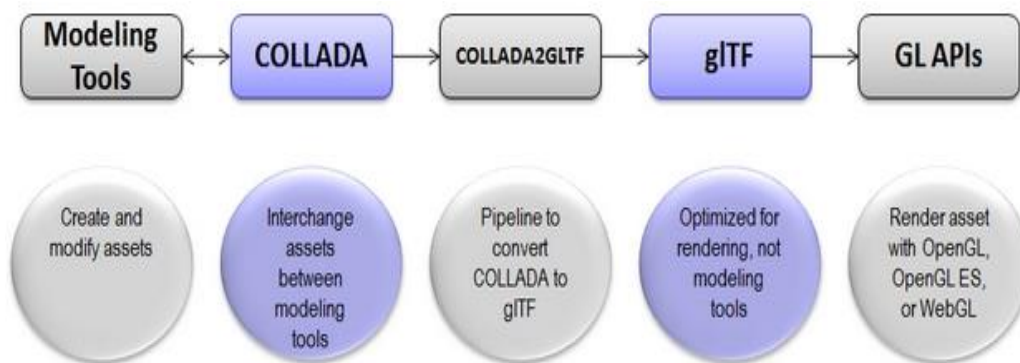 Modeling
Tools
COLLADA
COLLADA2GLTF
glTF
GL APIs
Create and
modify assets
Interchange
assets
between
modeling
tools
Pipeline to
convert
COLLADA to
glTF
Optimized for
rendering, not
modeling
tools
Render asset
with OpenGL,
OpenGL ES,
or WebGL